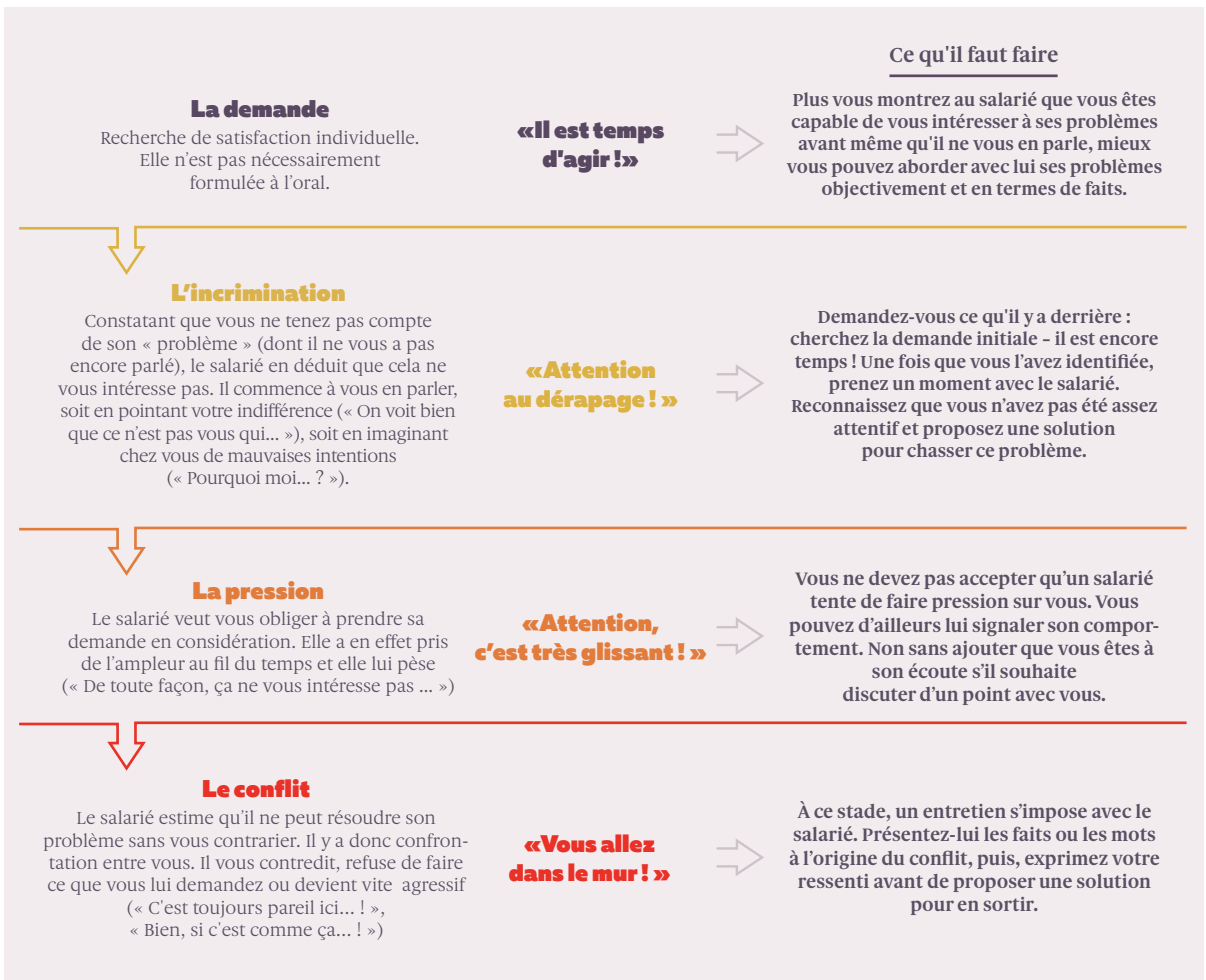 Ce qu'il faut faire
La demande
Recherche de satisfaction individuelle.
Elle n'est pas nécessairement
formulée à l'oral.
«Il est temps
d'agir !»
Plus vous montrez au salarié que vous êtes
capable de vous intéresser à ses problèmes
avant même qu'il ne vous en parle, mieux
vous pouvez aborder avec lui ses problèmes
objectivement et en termes de faits.
L'incrimination
Constatant que vous ne tenez pas compte
de son « problème » (dont il ne vous a pas
encore parlé), le salarié en déduit que cela ne
vous intéresse pas. Il commence à vous en parler,
soit en pointant votre indifférence (« On voit bien
que ce n'est pas vous qui... »), soit en imaginant
chez vous de mauvaises intentions
(« Pourquoi moi... ? »).
«Attention
au dérapage ! »
Demandez-vous ce qu'il y a derrière :
cherchez la demande initiale – il est encore
temps ! Une fois que vous l'avez identifiée,
prenez un moment avec le salarié.
Reconnaissez que vous n'avez pas été assez
attentif et proposez une solution
pour chasser ce problème.
La pression
Le salarié veut vous obliger à prendre sa
demande en considération. Elle a en effet pris
de l'ampleur au fil du temps et elle lui pèse
(« De toute façon, ça ne vous intéresse pas ... »)
«Attention,
c'est très glissant ! »
Vous ne devez pas accepter qu'un salarié
tente de faire pression sur vous. Vous
pouvez d'ailleurs lui signaler son compor-
tement. Non sans ajouter que vous êtes à
son écoute s'il souhaite
discuter d'un point avec vous.
Le conflit
Le salarié estime qu'il ne peut résoudre son
problème sans vous contrarier. Il y a donc confron-
tation entre vous. Il vous contredit, refuse de faire
ce que vous lui demandez ou devient vite agressif
(« C'est toujours pareil ici... ! »,
« Bien, si c'est comme ça... ! »)
«Vous allez
dans le mur ! »
À ce stade, un entretien s'impose avec le
salarié. Présentez-lui les faits ou les mots
à l'origine du conflit, puis, exprimez votre
ressenti avant de proposer une solution
pour en sortir.